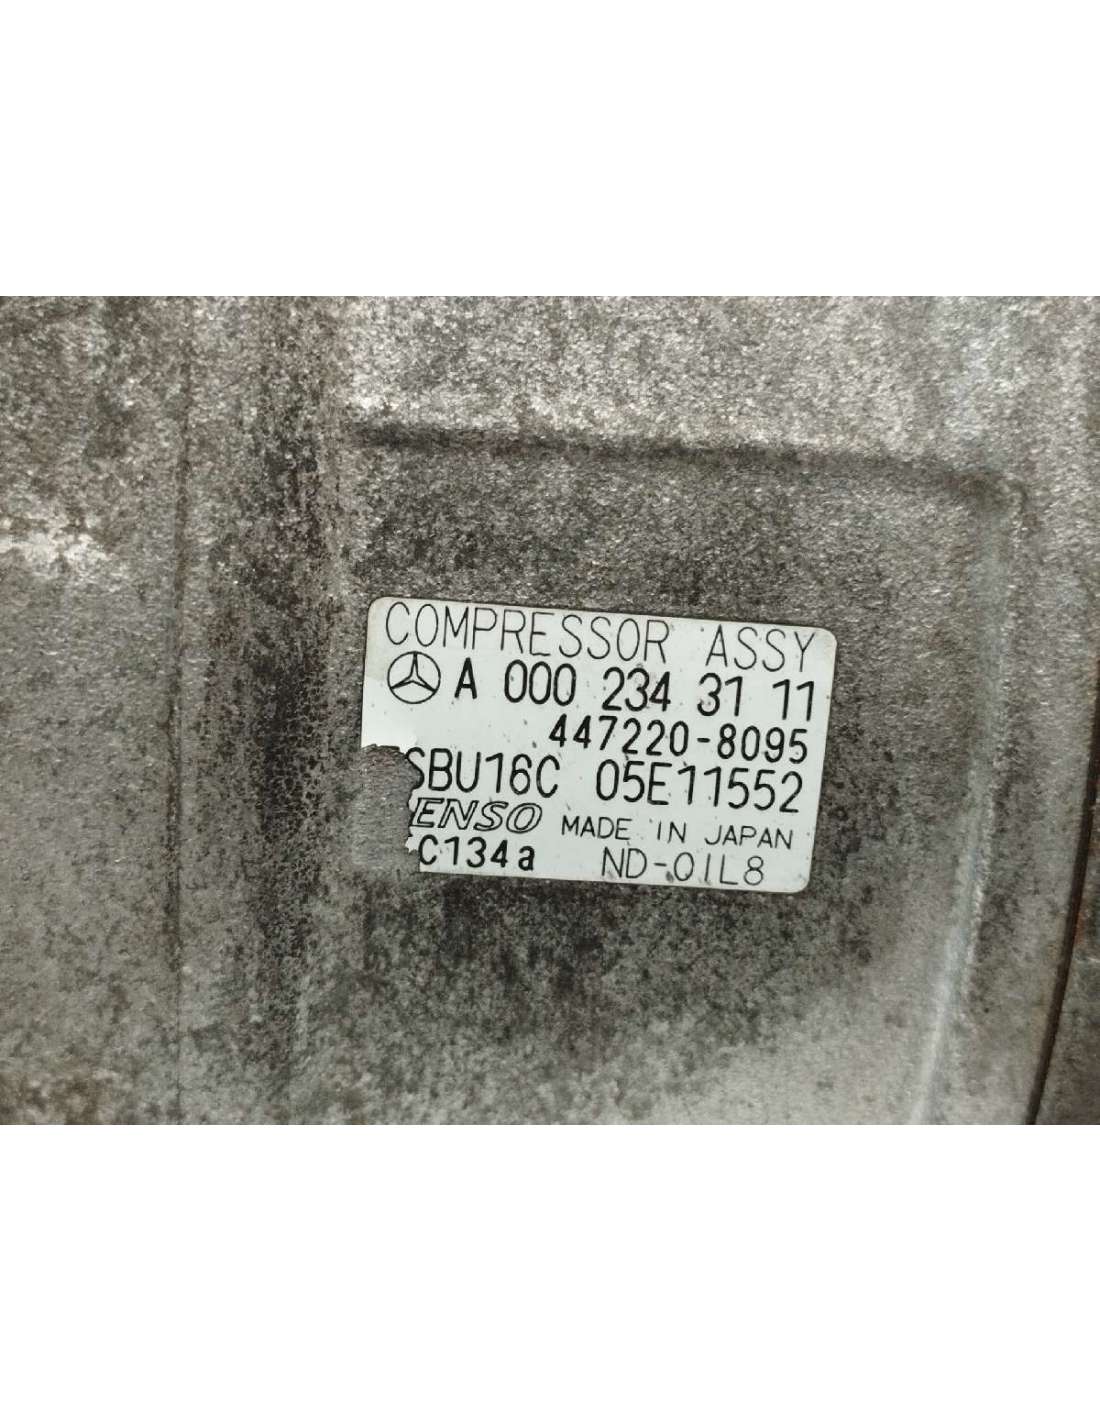 COMPRESSOR ASSY
A 000 234 31 11
447220-8095
SBU16C 05E11552
ENSO MADE IN JAPAN
C134a ND-OIL8